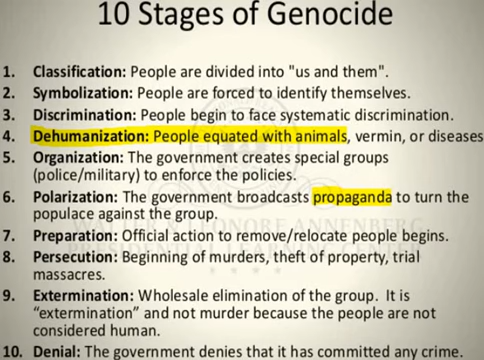 10 Stages of Genocide
1. Classification: People are divided into "us and them".
2. Symbolization: People are forced to identify themselves.
3. Discrimination: People begin to face systematic discrimination.
4. Dehumanization: People equated with animals, vermin, or diseases
5. Organization: The government creates special groups
(police/military) to enforce the policies.
6. Polarization: The government broadcasts propaganda to turn the
populace against the group.
7. Preparation: Official action to remove/relocate people begins.
8. Persecution: Beginning of murders, theft of property, trial
massacres.
9. Extermination: Wholesale elimination of the group. It is
“extermination” and not murder because the people are not
considered human.
10. Denial: The government denies that it has committed any crime.
WALTER & LEONORE ANNENBERG
PRESIDENTIAL LEARNING CENTER